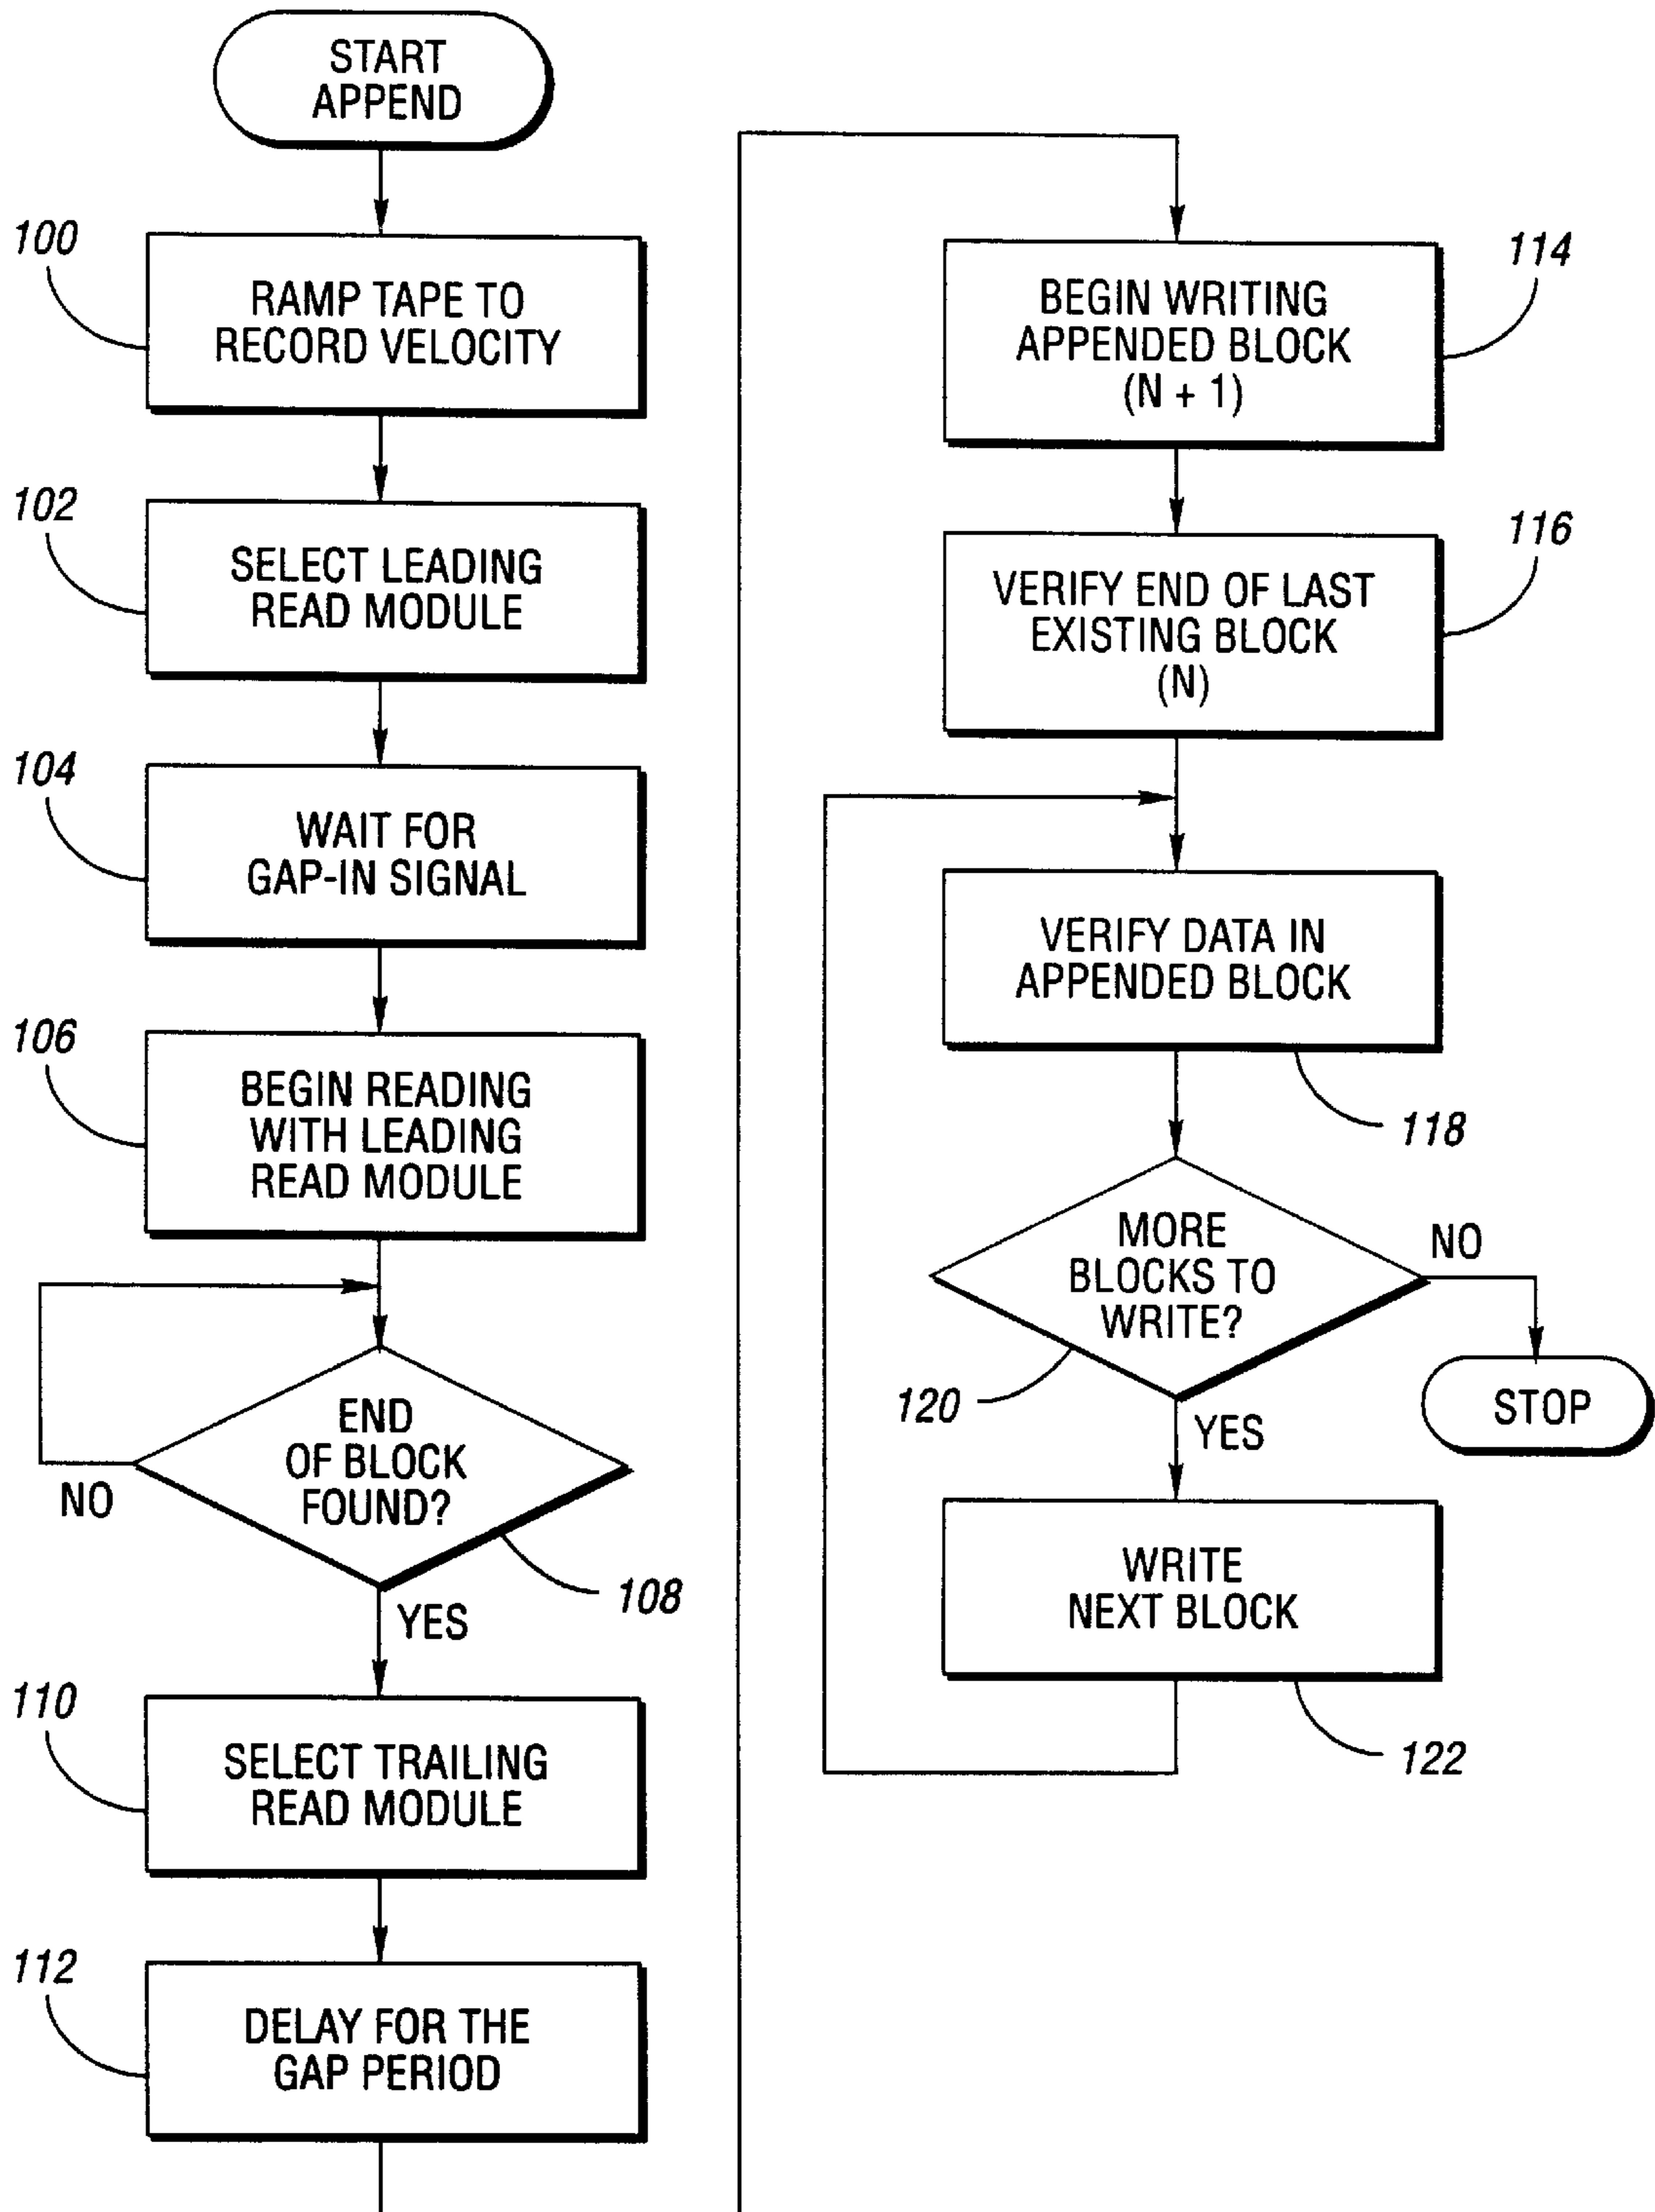 START
APPEND
100
RAMP TAPE TO
RECORD VELOCITY
102
SELECT LEADING
READ MODULE
104
WAIT FOR
GAP-IN SIGNAL
106
BEGIN READING
WITH LEADING
READ MODULE
END
OF BLOCK
FOUND?
NO
108
YES
110
SELECT TRAILING
READ MODULE
112
DELAY FOR THE
GAP PERIOD
114
BEGIN WRITING
APPENDED BLOCK
(N + 1)
116
VERIFY END OF LAST
EXISTING BLOCK
(N)
VERIFY DATA IN
APPENDED BLOCK
118
MORE
BLOCKS TO
WRITE?
NO
120
YES
STOP
WRITE
NEXT BLOCK
122